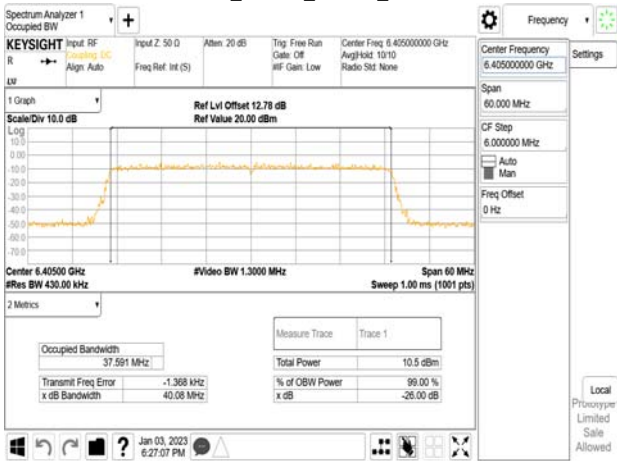 Spectrum Analyzer 1
Occupied BW
Frequency
KEYSIGHT
R
Input: RF
Coupling: DC
Align: Auto
Input Z: 50 Ω
Freq Ref: Int (S)
Atten: 20 dB
Trig: Free Run
Gate: Off
#IF Gain: Low
Center Freq: 6.405000000 GHz
Avg|Hold: 10/10
Radio Std: None
Center Frequency
6.405000000 GHz
Settings
Span
60.000 MHz
CF Step
6.000000 MHz
Auto
Man
Freq Offset
0 Hz
1 Graph
Scale/Div 10.0 dB
Ref Lvl Offset 12.78 dB
Ref Value 20.00 dBm
Log
10.0
0.00
-10.0
-20.0
-30.0
-40.0
-50.0
-60.0
-70.0
Center 6.40500 GHz
#Res BW 430.00 kHz
#Video BW 1.3000 MHz
Span 60 MHz
Sweep 1.00 ms (1001 pts)
2 Metrics
Measure Trace Trace 1
Occupied Bandwidth
37.591 MHz
Total Power 10.5 dBm
Transmit Freq Error -1.368 kHz
% of OBW Power 99.00 %
x dB Bandwidth 40.08 MHz
x dB -26.00 dB
Local
Prototype
Limited
Sale
Allowed
Jan 03, 2023
6:27:07 PM